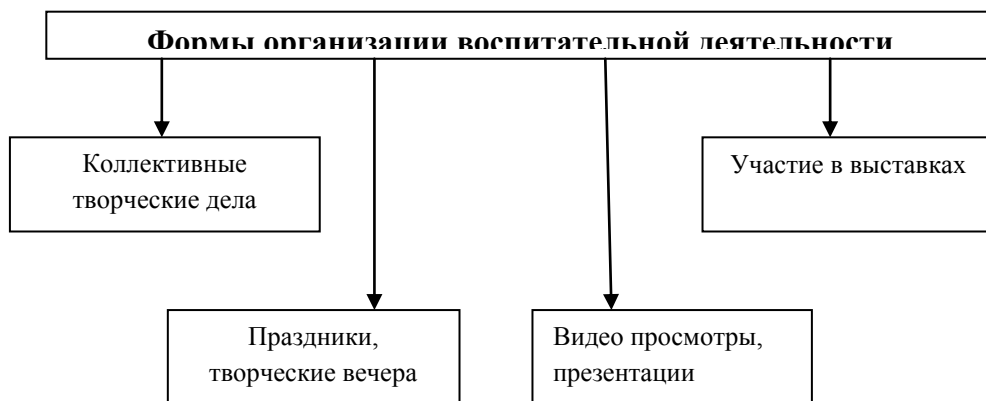 Формы организации воспитательной деятельности
Коллективные
творческие дела
Участие в выставках
Праздники,
творческие вечера
Видео просмотры,
презентации